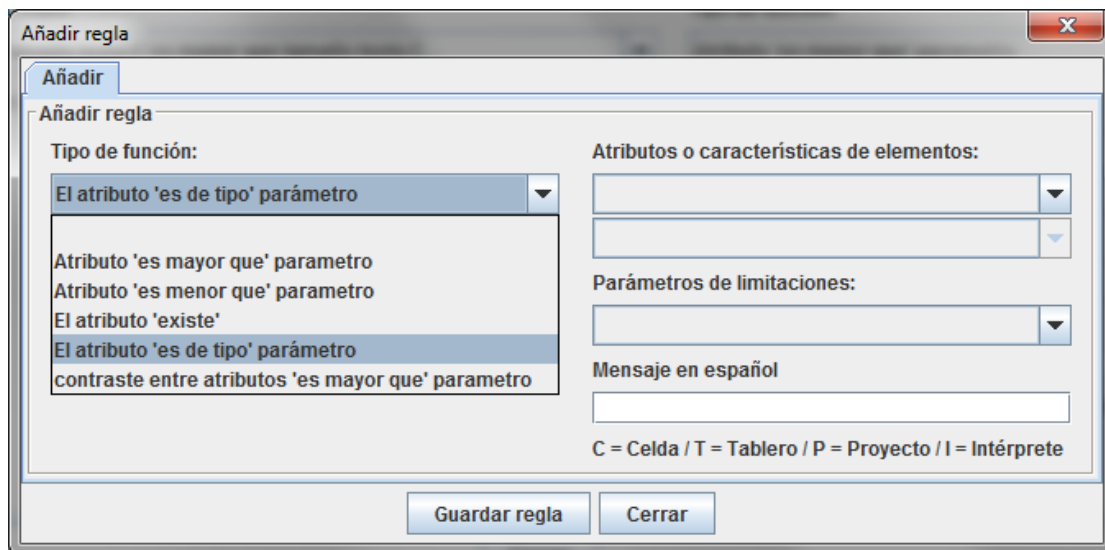 Añadir regla
Añadir
Añadir regla
Tipo de función:
El atributo 'es de tipo' parámetro
Atributo 'es mayor que' parametro
Atributo 'es menor que' parametro
El atributo 'existe'
El atributo 'es de tipo' parámetro
contraste entre atributos 'es mayor que' parametro
Atributos o características de elementos:
Parámetros de limitaciones:
Mensaje en español
C = Celda / T = Tablero / P = Proyecto / I = Intérprete
Guardar regla
Cerrar